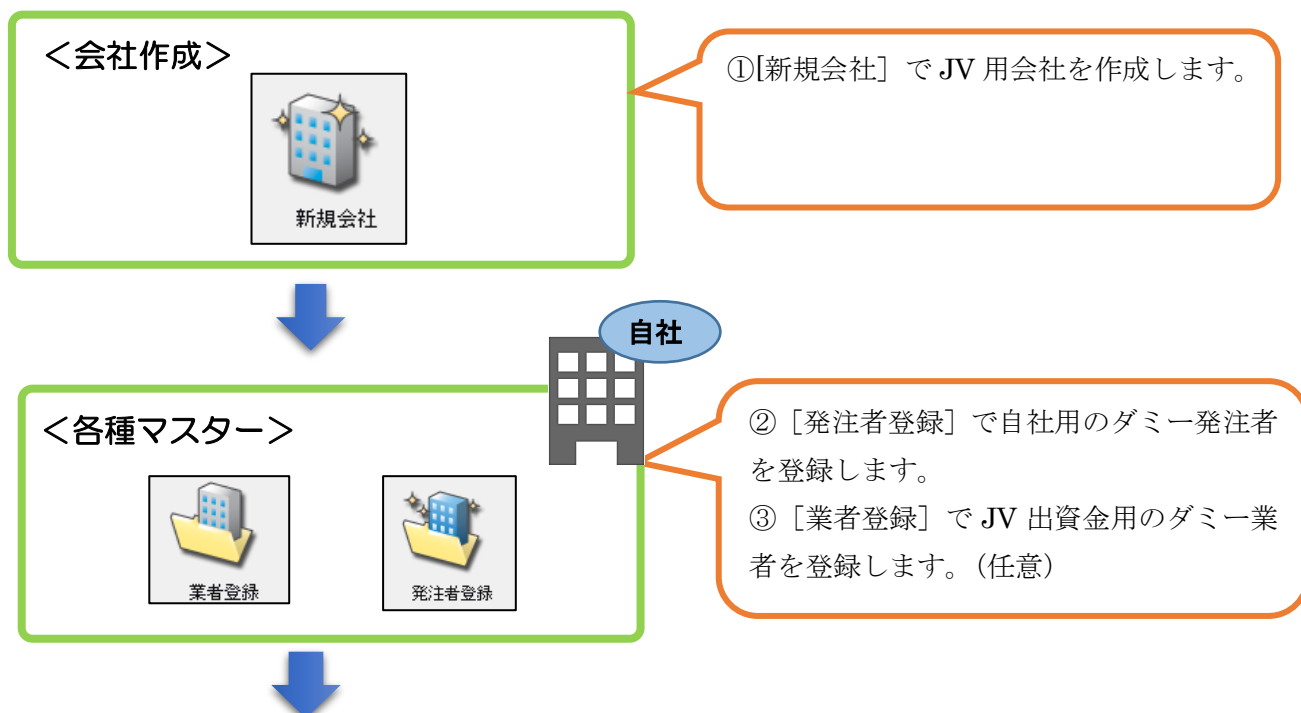 <会社作成>
新規会社
①[新規会社］で JV 用会社を作成します。
自社
<各種マスター>
業者登録
発注者登録
②［発注者登録］で自社用のダミー発注者
を登録します。
③［業者登録］で JV 出資金用のダミー業
者を登録します。（任意）